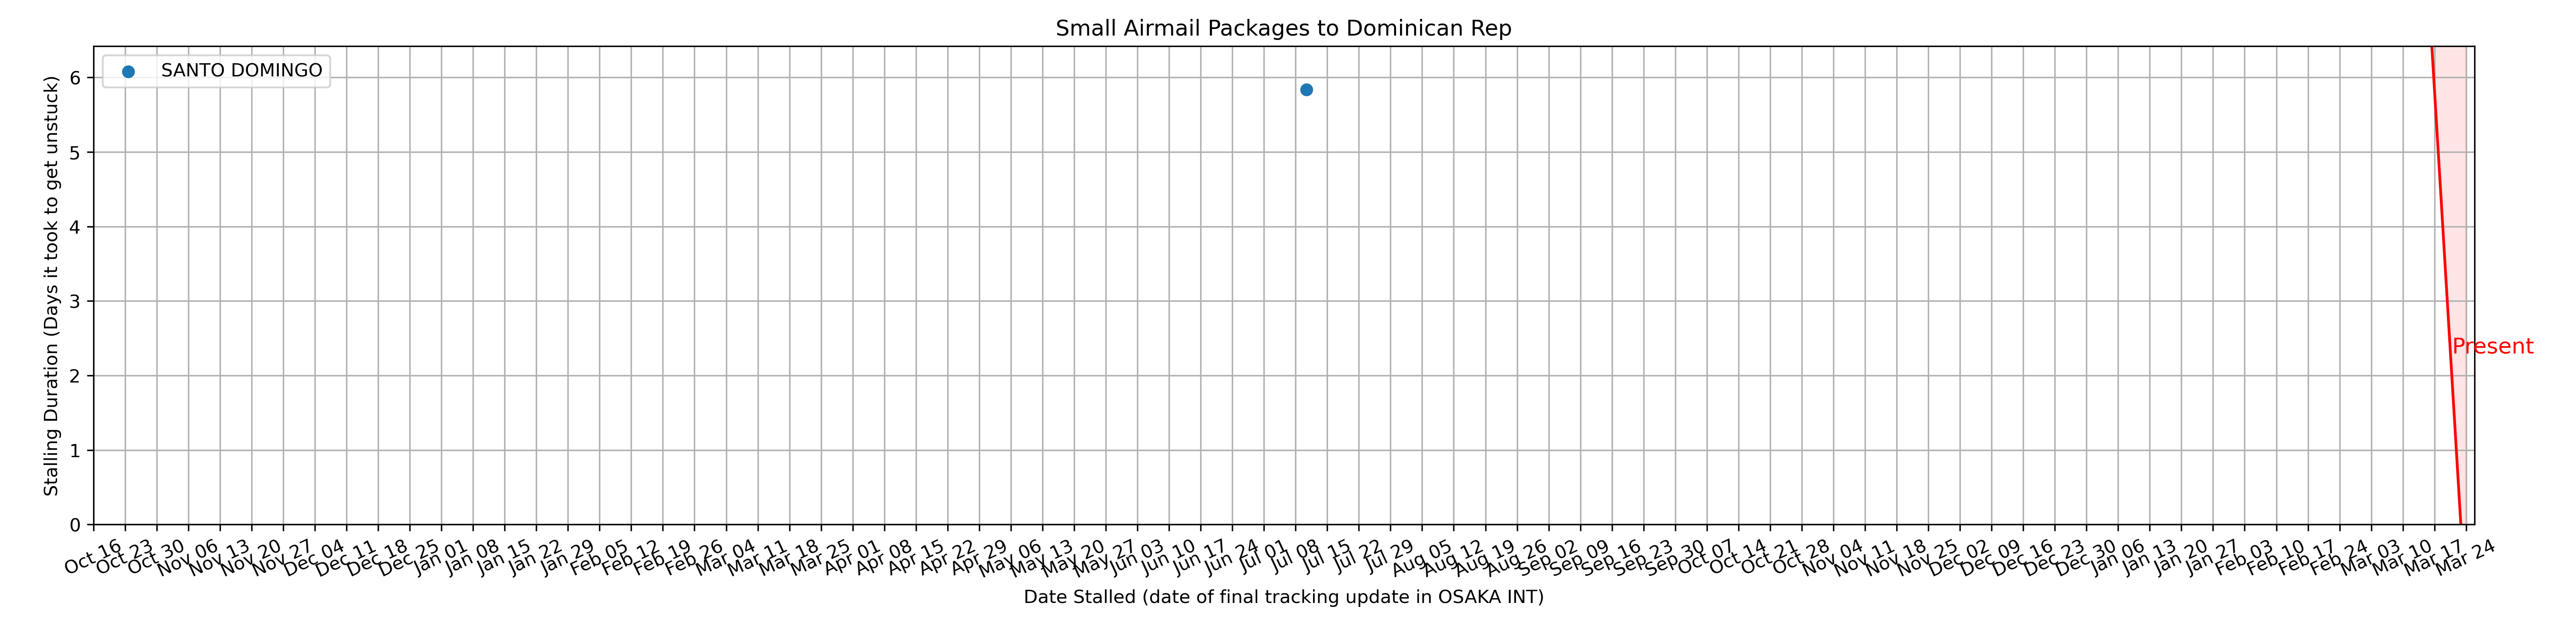 Small Airmail Packages to Dominican Rep
SANTO DOMINGO
Stalling Duration (Days it took to get unstuck)
6
5
4
3
2
1
0
Present
Oct 16
Oct 23
Oct 30
Nov 06
Nov 13
Nov 20
Nov 27
Dec 04
Dec 11
Dec 18
Dec 25
Jan 01
Jan 08
Jan 15
Jan 22
Jan 29
Feb 05
Feb 12
Feb 19
Feb 26
Mar 04
Mar 11
Mar 18
Mar 25
Apr 01
Apr 08
Apr 15
Apr 22
Apr 29
May 06
May 13
May 20
May 27
Jun 03
Jun 10
Jun 17
Jun 24
Jul 01
Jul 08
Jul 15
Jul 22
Jul 29
Aug 05
Aug 12
Aug 19
Aug 26
Sep 02
Sep 09
Sep 16
Sep 23
Sep 30
Oct 07
Oct 14
Oct 21
Oct 28
Nov 04
Nov 11
Nov 18
Nov 25
Dec 02
Dec 09
Dec 16
Dec 23
Dec 30
Jan 06
Jan 13
Jan 20
Jan 27
Feb 03
Feb 10
Feb 17
Feb 24
Mar 03
Mar 10
Mar 17
Mar 24
Date Stalled (date of final tracking update in OSAKA INT)